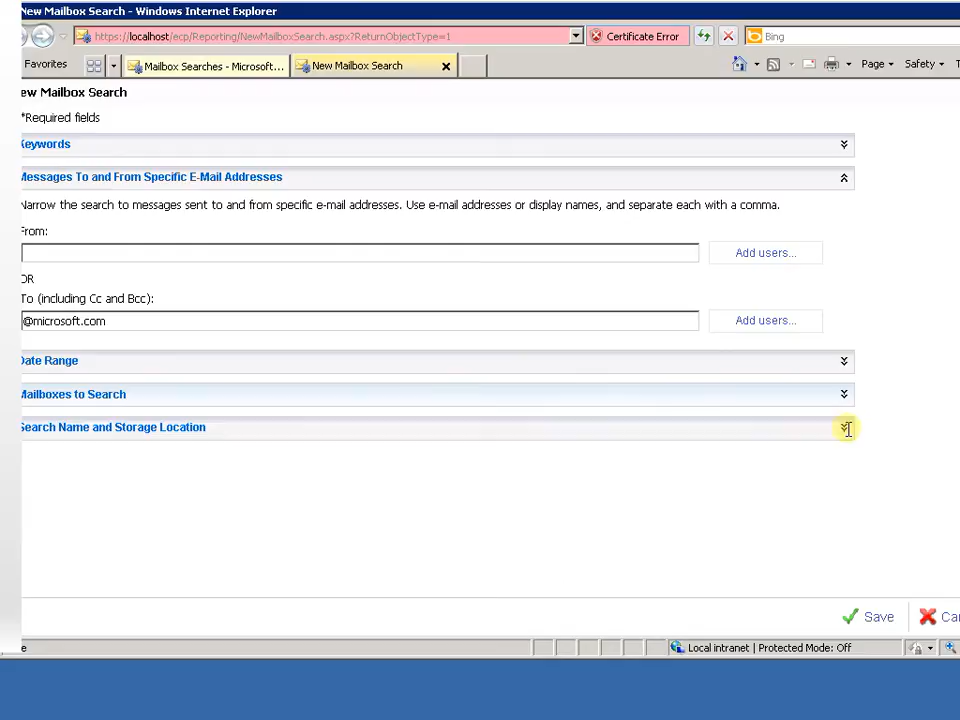 New Mailbox Search - Windows Internet Explorer
https://localhost/ecp/Reporting/NewMailboxSearch.aspx?ReturnObjectType=1
Certificate Error
Bing
Favorites
Mailbox Searches - Microsoft...
New Mailbox Search
Page
Safety
ew Mailbox Search
*Required fields
Keywords
Messages To and From Specific E-Mail Addresses
Narrow the search to messages sent to and from specific e-mail addresses. Use e-mail addresses or display names, and separate each with a comma.
From:
Add users...
OR
To (including Cc and Bcc):
@microsoft.com
Add users...
Date Range
Mailboxes to Search
Search Name and Storage Location
Save
Can
Local intranet | Protected Mode: Off